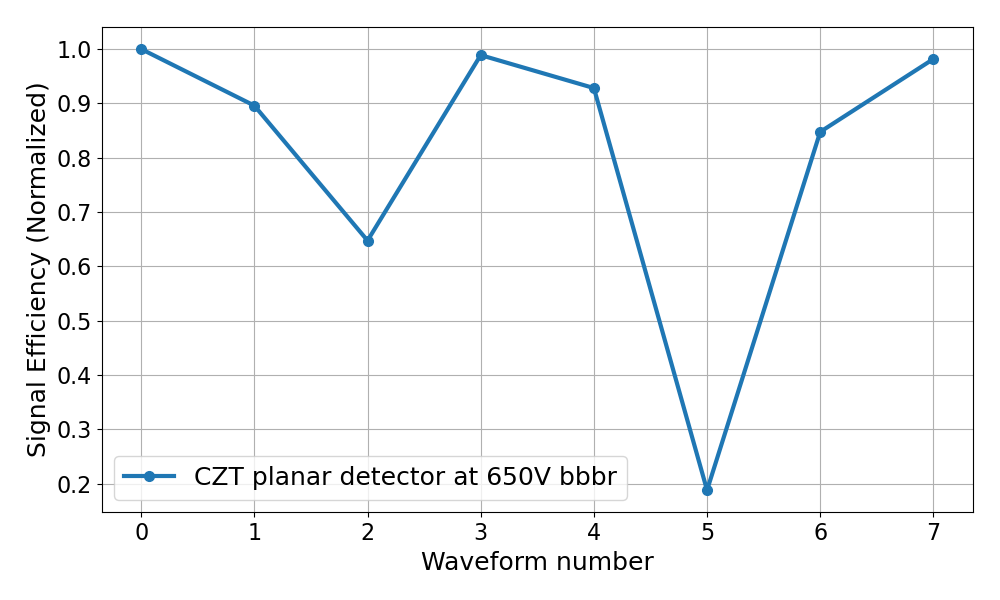 Signal Efficiency (Normalized)
1.0
0.9
0.8
0.7
0.6
0.5
0.4
0.3
0.2
CZT planar detector at 650V bbbr
0 1 2 3 4 5 6 7
Waveform number